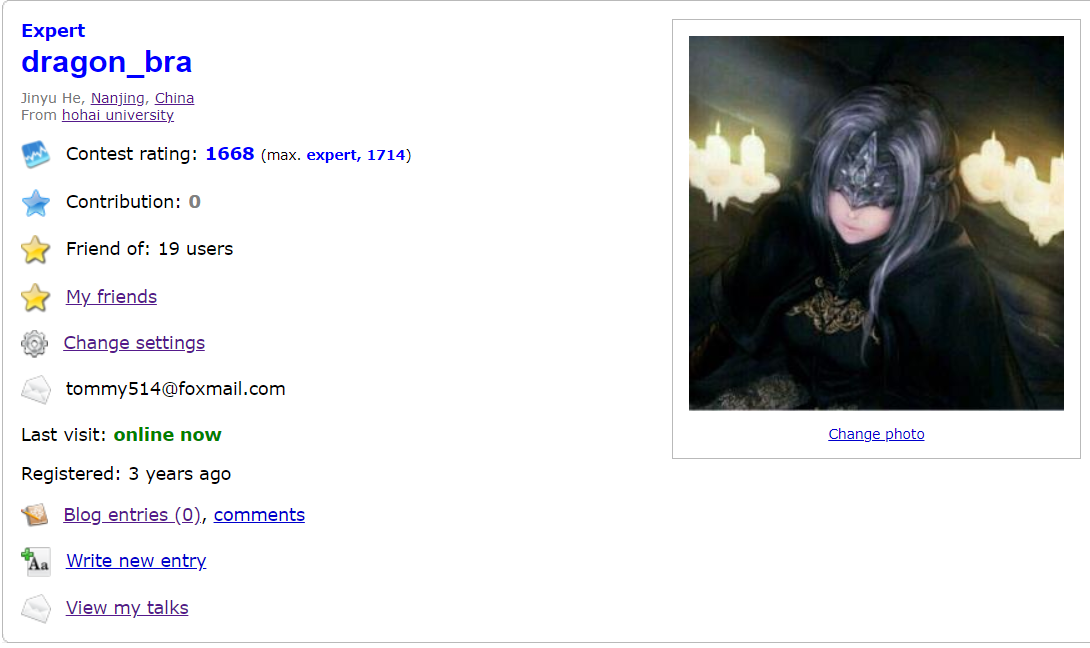 Expert
dragon_bra
Jinyu He, Nanjing, China
From hohai university
Contest rating: 1668 (max. expert, 1714)
Contribution: 0
Friend of: 19 users
My friends
Change settings
tommy514@foxmail.com
Last visit: online now
Registered: 3 years ago
Blog entries (0), comments
Aa
Write new entry
View my talks
Change photo